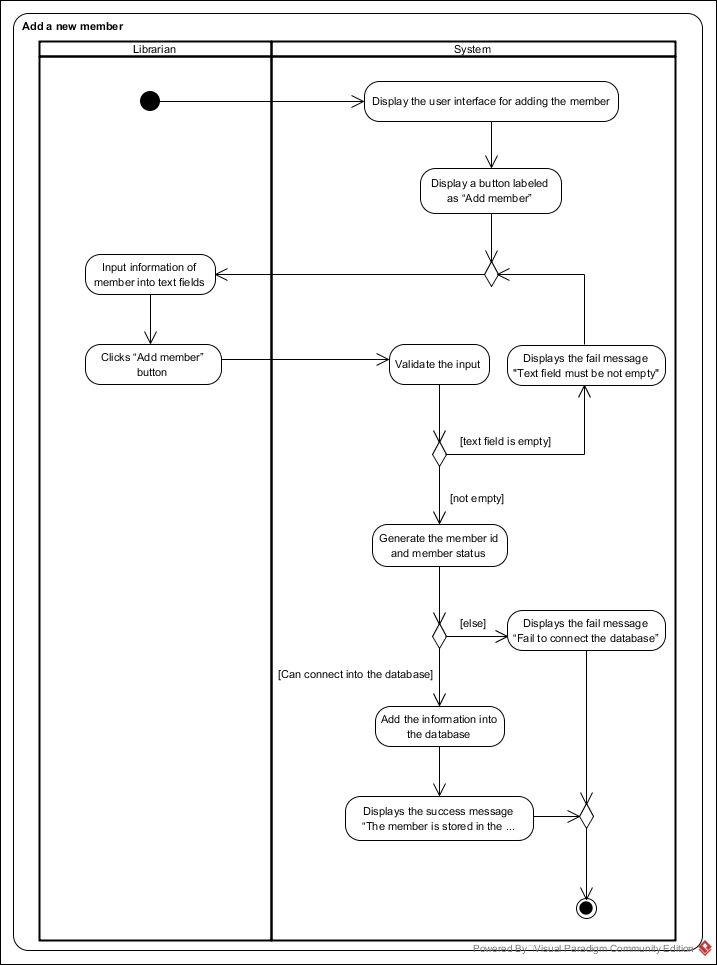 Add a new member
Librarian
System
Display the user interface for adding the member
Display a button labeled
as “Add member”
Input information of
member into text fields
Clicks “Add member”
button
Validate the input
Displays the fail message
"Text field must be not empty"
[text field is empty]
[not empty]
Generate the member id
and member status
[else]
Displays the fail message
“Fail to connect the database”
[Can connect into the database]
Add the information into
the database
Displays the success message
“The member is stored in the ...
Powered By Visual Paradigm Community Edition